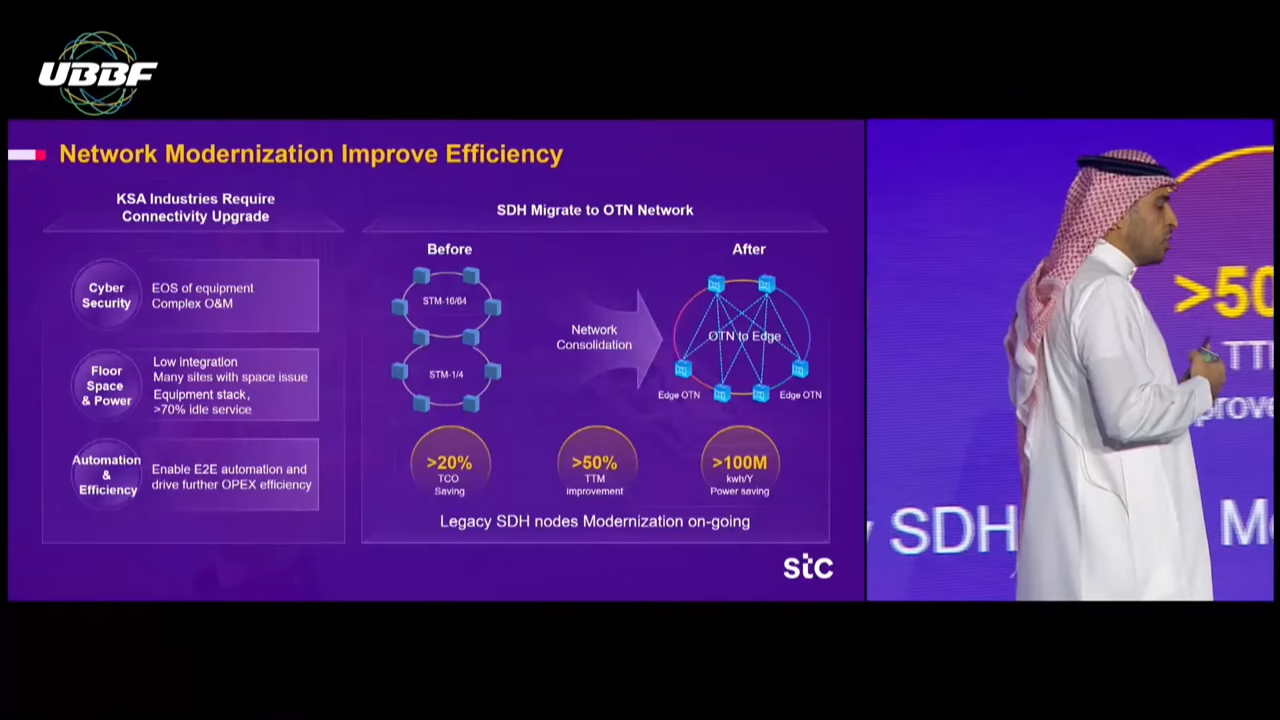 UBBF
Network Modernization Improve Efficiency
KSA Industries Require
Connectivity Upgrade
Cyber
Security
EOS of equipment
Complex O&M
Floor
Space
& Power
Low integration
Many sites with space issue
Equipment stack,
>70% idle service
Automation
&
Efficiency
Enable E2E automation and
drive further OPEX efficiency
SDH Migrate to OTN Network
Before
STM-16/64
STM-1/4
Network
Consolidation
After
OTN to Edge
Edge OTN
Edge OTN
>20%
TCO
Saving
>50%
TTM
improvement
>100M
kwh/Y
Power saving
Legacy SDH nodes Modernization on-going
stc
>50
TT
prove
y SDH
M